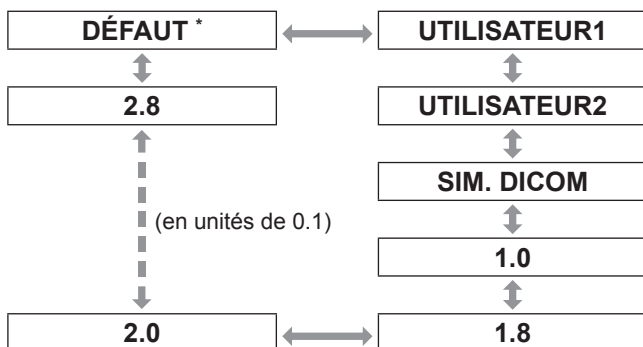 DÉFAUT * UTILISATEUR1
2.8 UTILISATEUR2
SIM. DICOM
(en unités de 0.1)
1.0
2.0 1.8